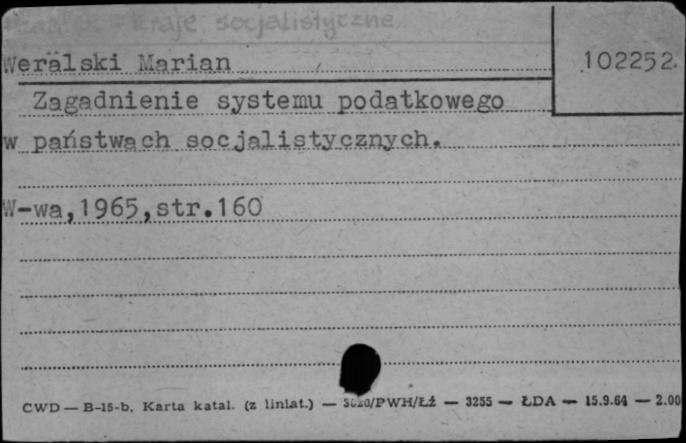 kraje socjalistyczne
Weralski Marian
102252.
Zagadnienie systemu podatkowego
w państwach socjalistycznych.
W-wa,1965,str.160
CWD — B-15-b. Karta katal. (z liniat.) — /PWH/Łż — 3255 — ŁDA — 15.9.64 — 2.00